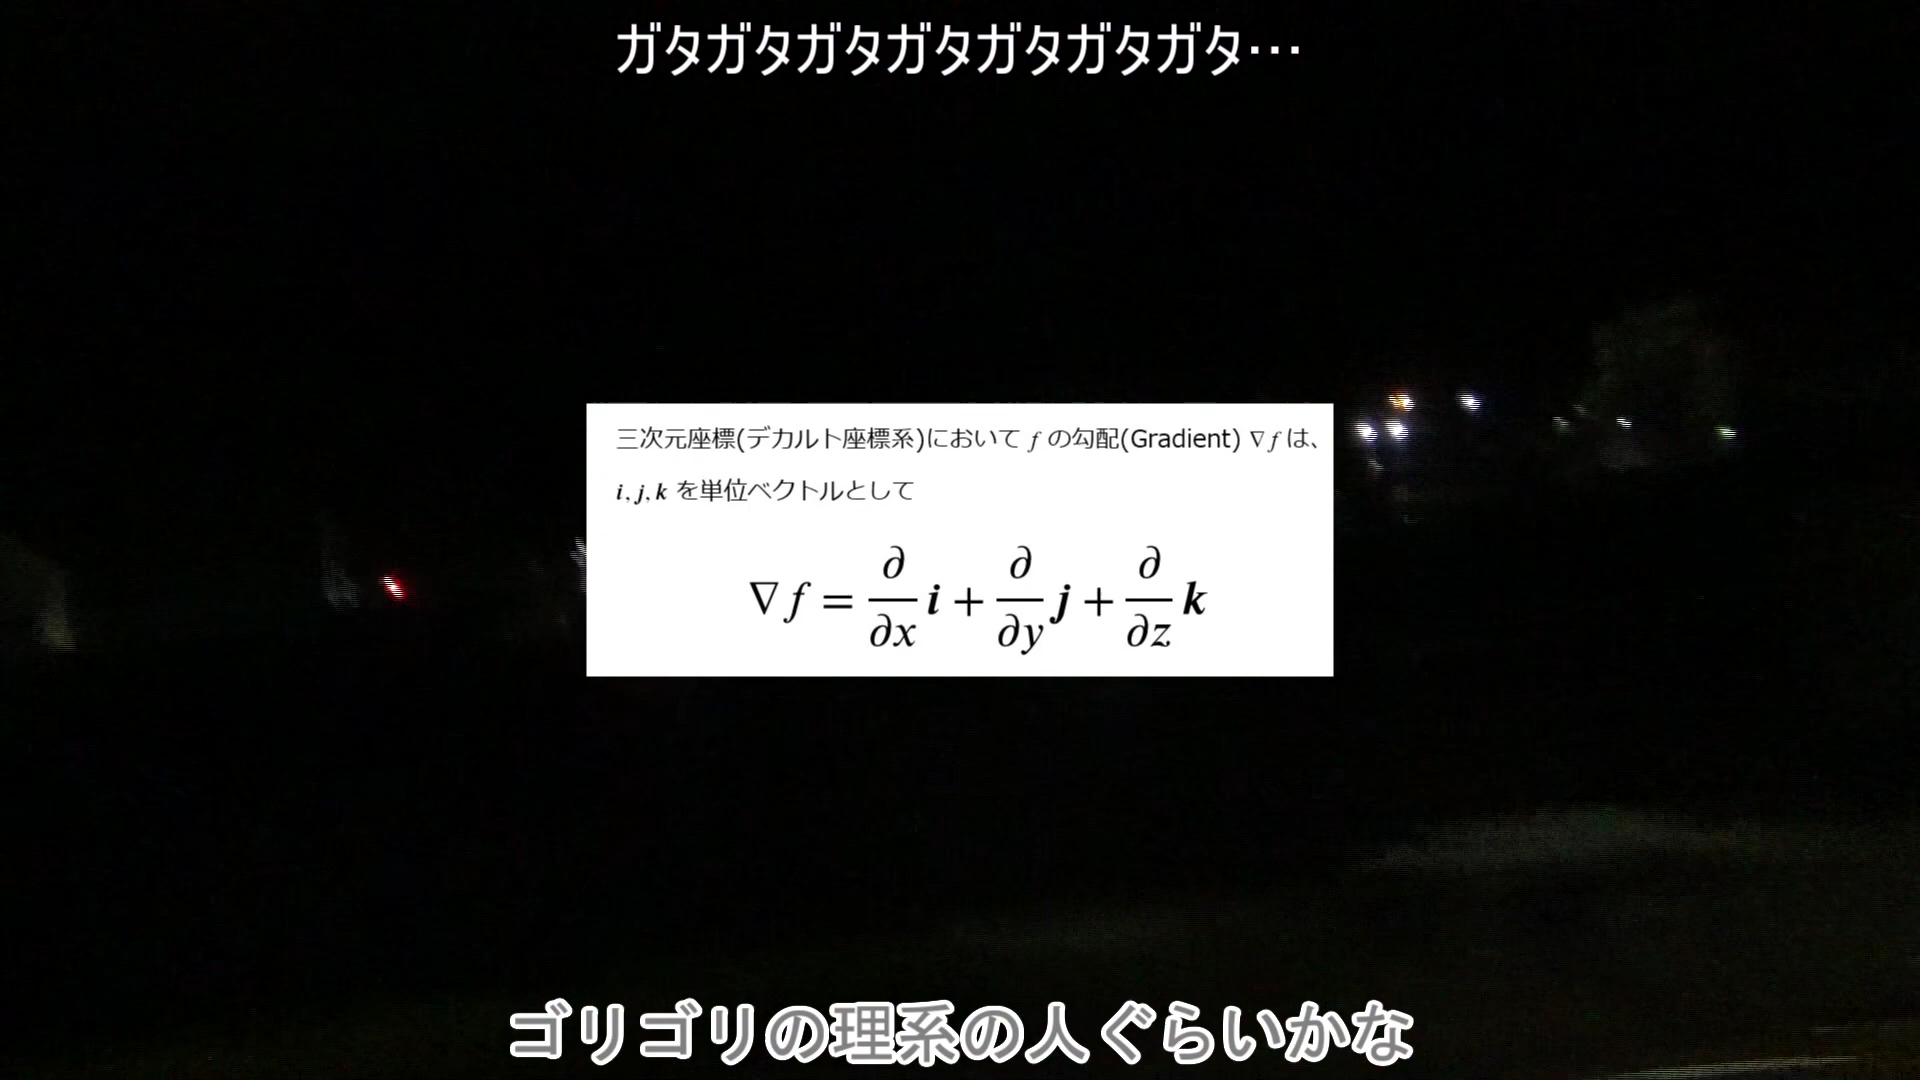 ガタガタガタガタガタガタガタ…
三次元座標(デカルト座標系)において f の勾配(Gradient) ∇f は、
i, j, k を単位ベクトルとして
∇f = ∂/∂x i + ∂/∂y j + ∂/∂z k
ゴリゴリの理系の人ぐらいかな